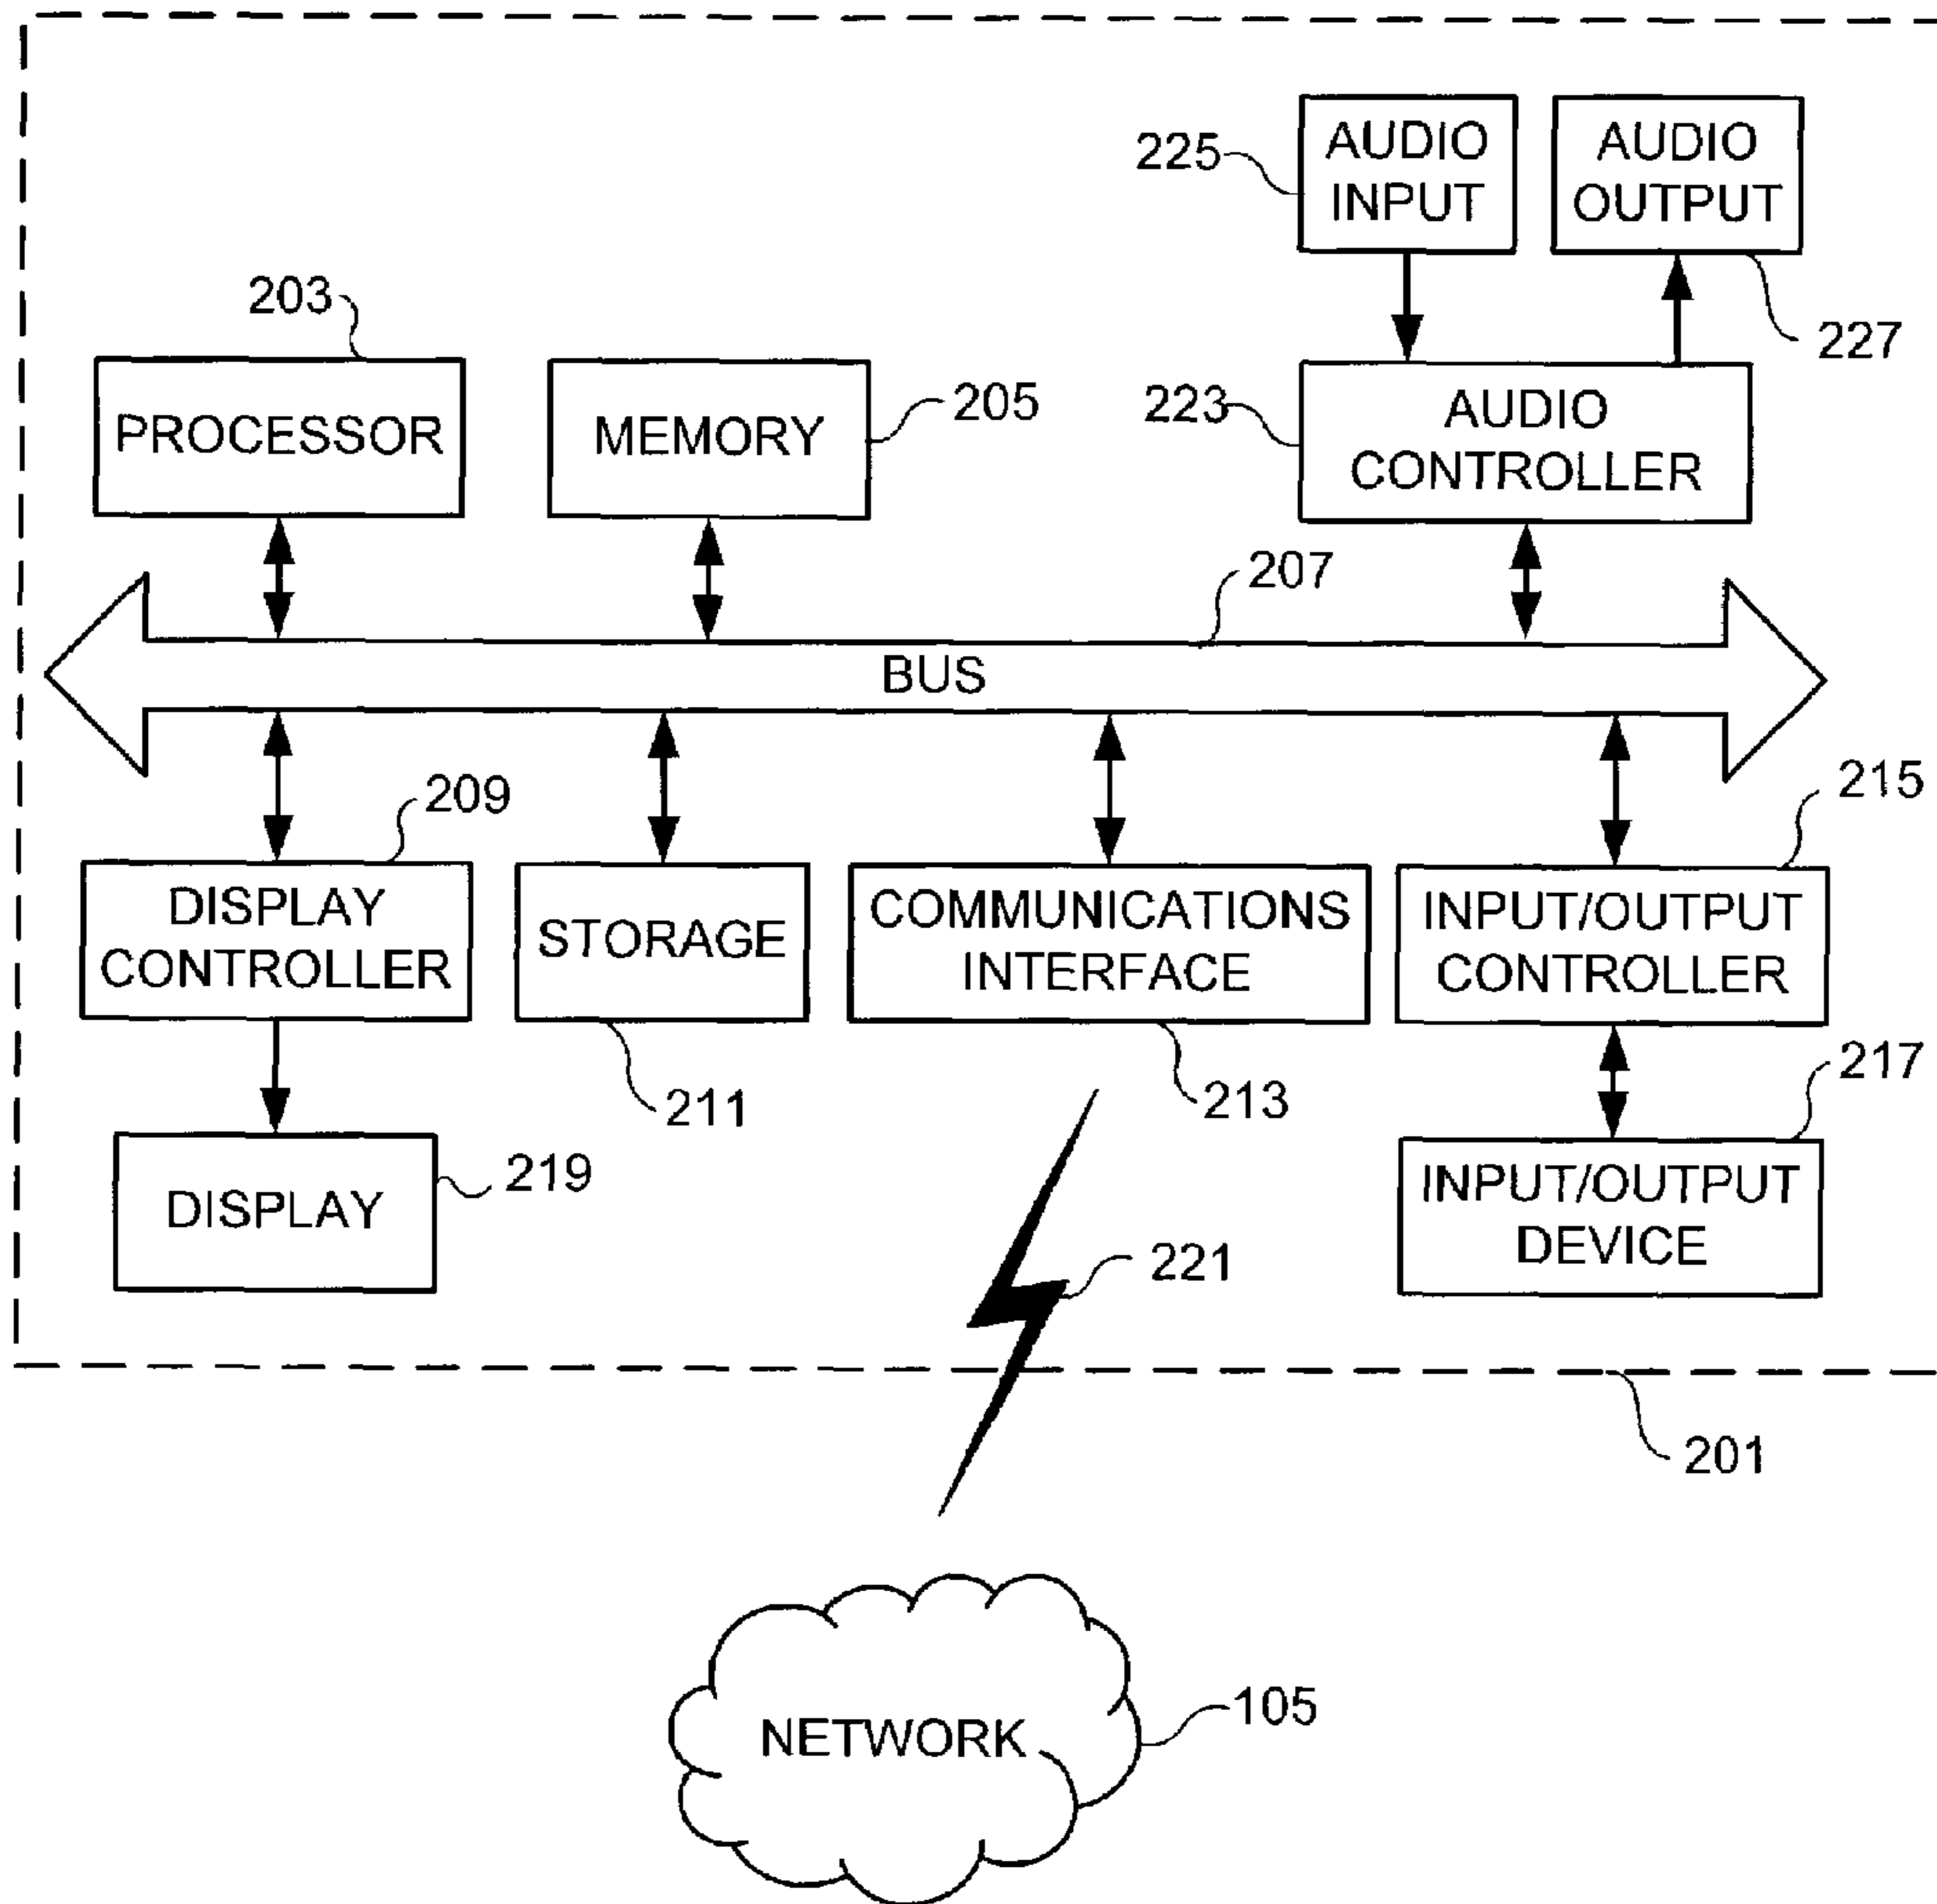 225
AUDIO
INPUT
AUDIO
OUTPUT
227
203
PROCESSOR
MEMORY
205
223
AUDIO
CONTROLLER
207
BUS
209
215
DISPLAY
CONTROLLER
STORAGE
COMMUNICATIONS
INTERFACE
INPUT/OUTPUT
CONTROLLER
211
213
217
DISPLAY
219
INPUT/OUTPUT
DEVICE
221
201
NETWORK
105